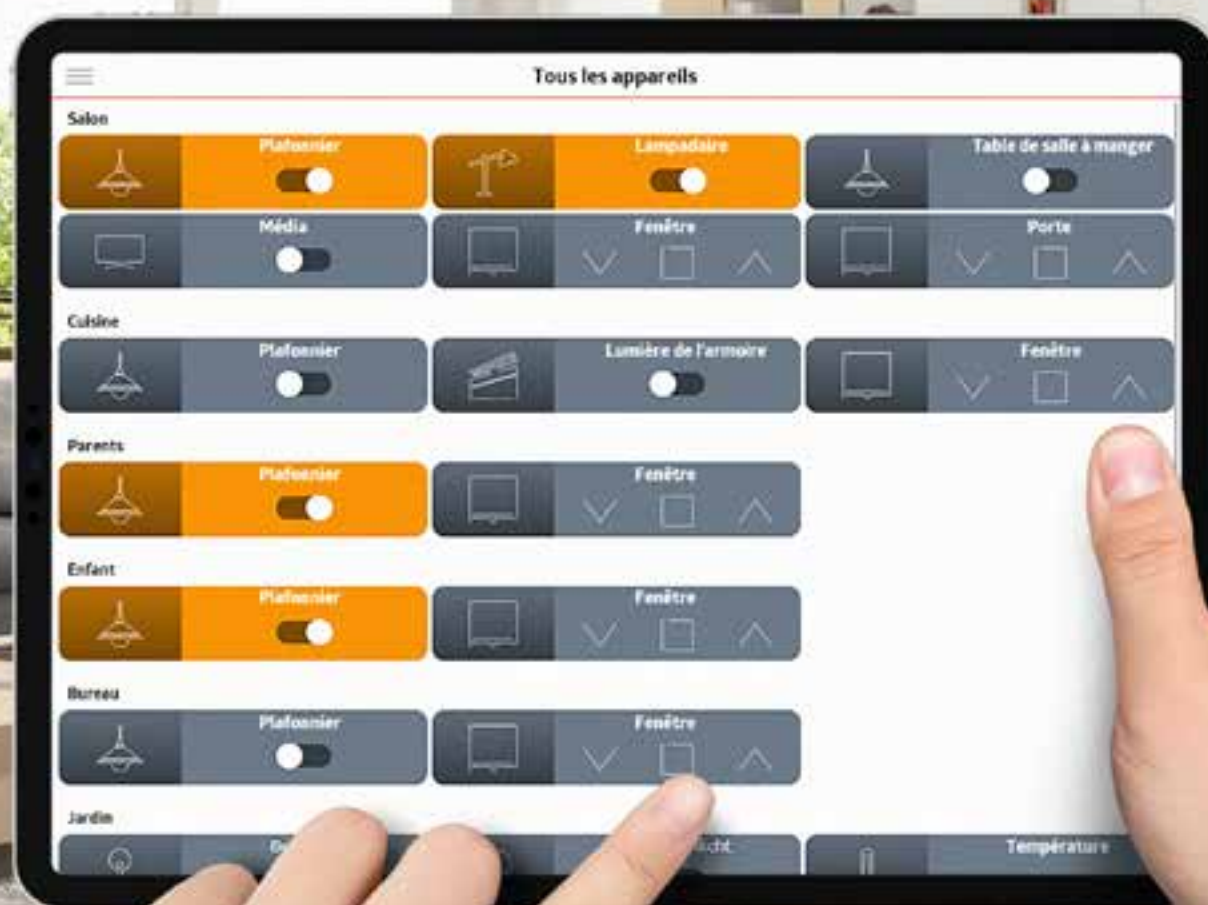 Tous les appareils
Salon
Plafonnier
Lampadaire
Table de salle à manger
Média
Fenêtre
Porte
Cuisine
Plafonnier
Lumière de l'armoire
Fenêtre
Parents
Plafonnier
Fenêtre
Enfant
Plafonnier
Fenêtre
Bureau
Plafonnier
Fenêtre
Jardin
Température